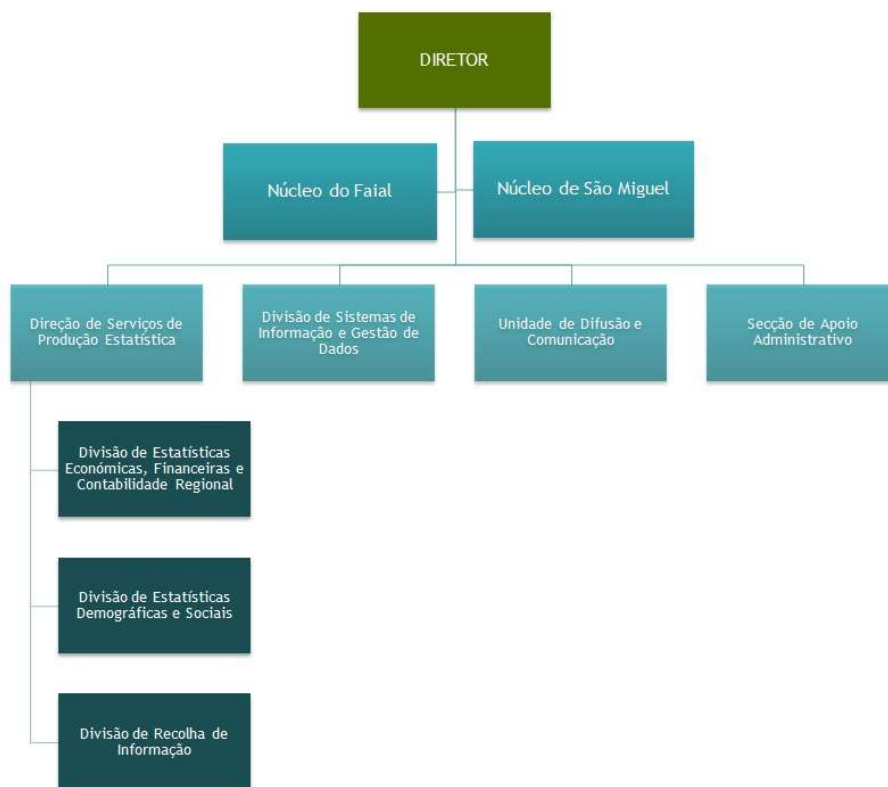 DIRETOR
Núcleo do Faial
Núcleo de São Miguel
Direção de Serviços de
Produção Estatística
Divisão de Sistemas de
Informação e Gestão de
Dados
Unidade de Difusão e
Comunicação
Secção de Apoio
Administrativo
Divisão de Estatísticas
Económicas, Financeiras e
Contabilidade Regional
Divisão de Estatísticas
Demográficas e Sociais
Divisão de Recolha de
Informação